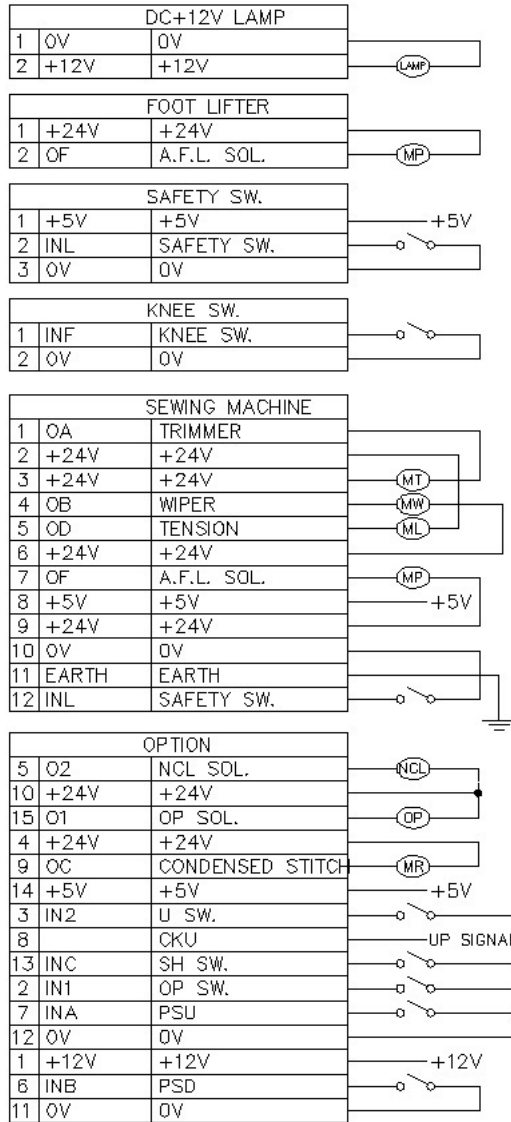 DC+12V LAMP
1 0V 0V
2 +12V +12V LAMP
FOOT LIFTER
1 +24V +24V
2 OF A.F.L. SOL. MP
SAFETY SW.
1 +5V +5V +5V
2 INL SAFETY SW.
3 0V 0V
KNEE SW.
1 INF KNEE SW.
2 0V 0V
SEWING MACHINE
1 OA TRIMMER
2 +24V +24V
3 +24V +24V MT
4 OB WIPER MW
5 OD TENSION ML
6 +24V +24V
7 OF A.F.L. SOL. MP
8 +5V +5V +5V
9 +24V +24V
10 0V 0V
11 EARTH EARTH
12 INL SAFETY SW.
OPTION
5 O2 NCL SOL. NCL
10 +24V +24V
15 O1 OP SOL. OP
4 +24V +24V
9 OC CONDENSED STITCH MR
14 +5V +5V +5V
3 IN2 U SW.
8 CKU UP SIGNAL
13 INC SH SW.
2 IN1 OP SW.
7 INA PSU
12 0V 0V
1 +12V +12V +12V
6 INB PSD
11 0V 0V